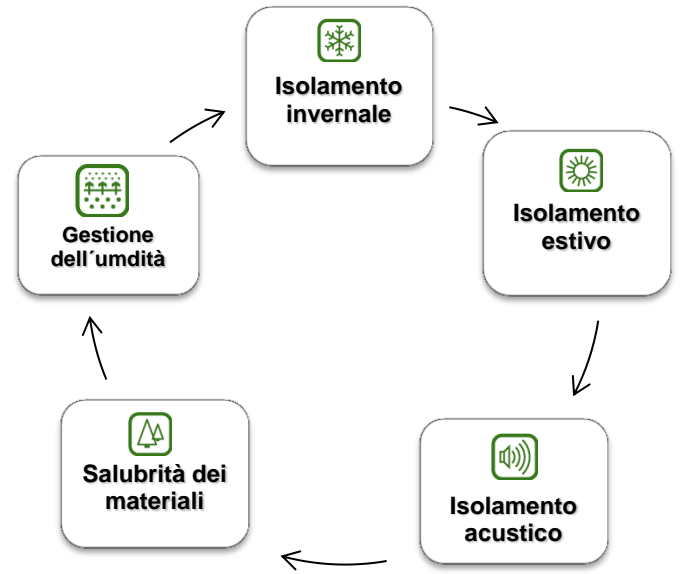 Isolamento
invernale
Isolamento
estivo
Isolamento
acustico
Salubrità dei
materiali
Gestione
dell´umdità